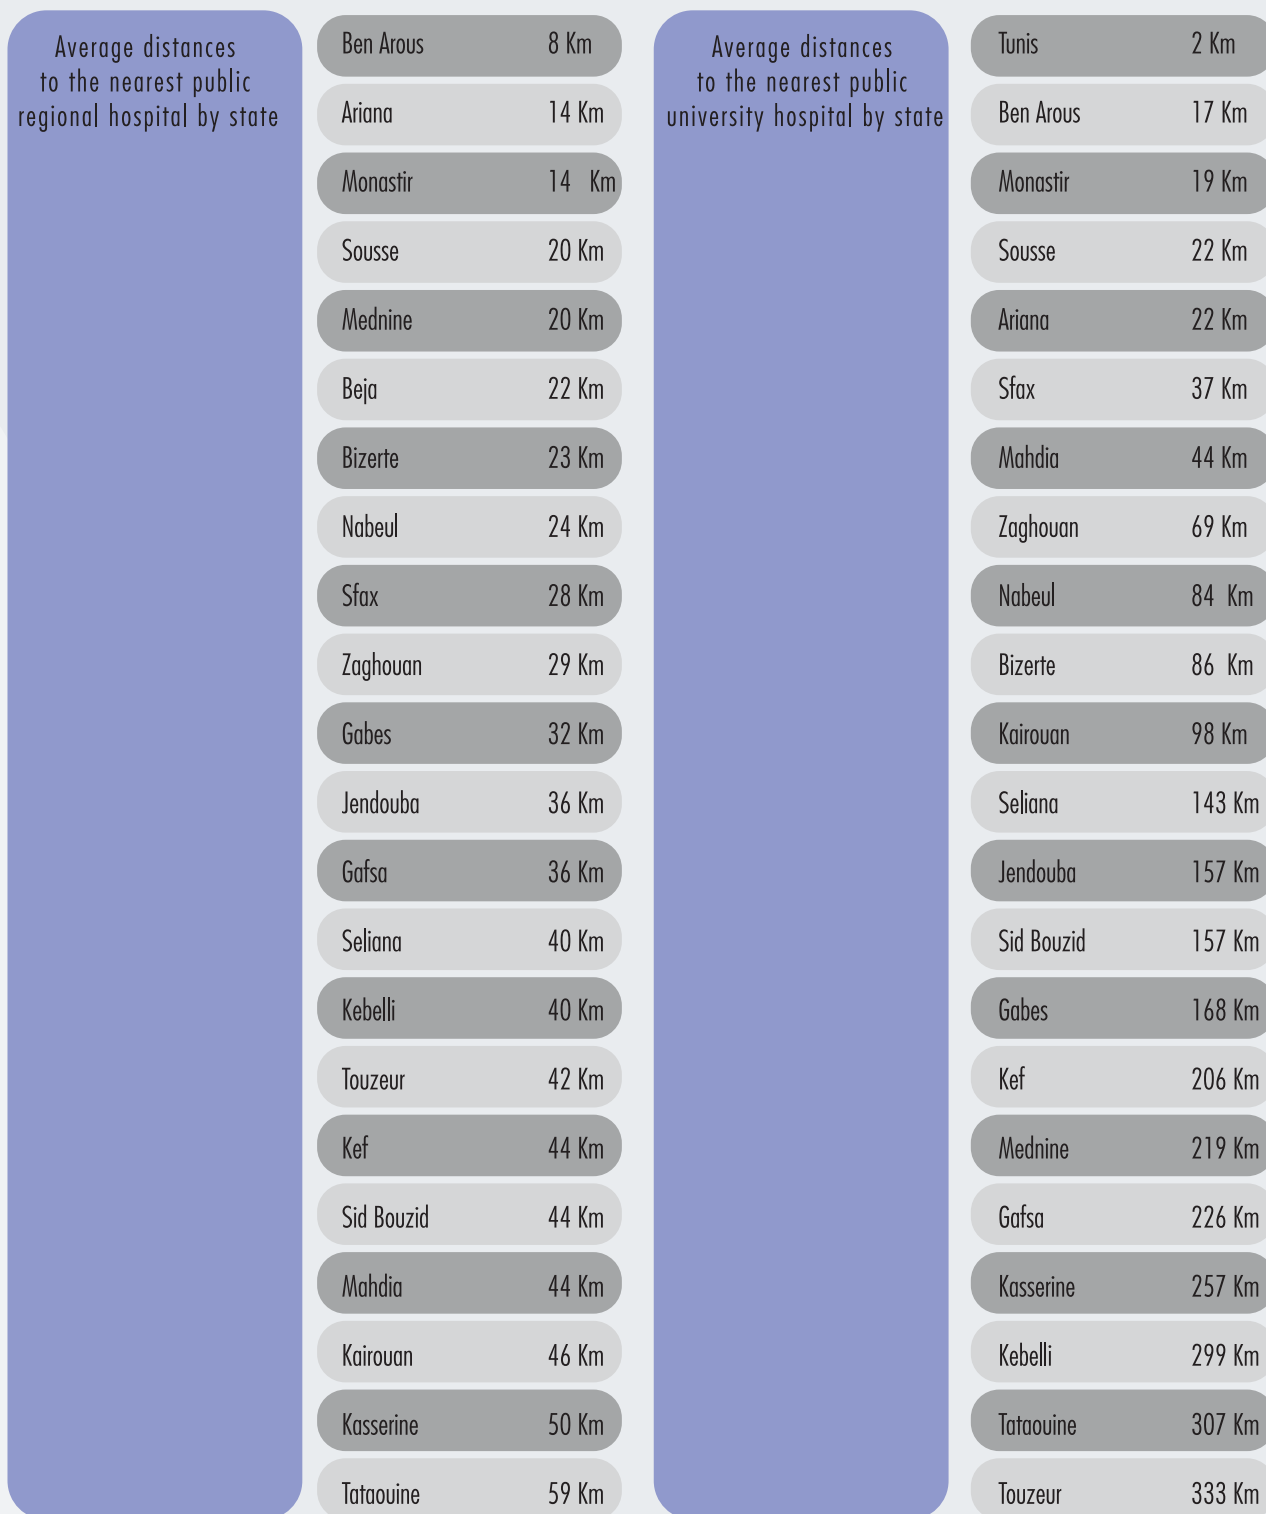 Average distances
to the nearest public
regional hospital by state
Ben Arous 8 Km
Ariana 14 Km
Monastir 14 Km
Sousse 20 Km
Mednine 20 Km
Beja 22 Km
Bizerte 23 Km
Nabeul 24 Km
Sfax 28 Km
Zaghouan 29 Km
Gabes 32 Km
Jendouba 36 Km
Gafsa 36 Km
Seliana 40 Km
Kebelli 40 Km
Touzeur 42 Km
Kef 44 Km
Sid Bouzid 44 Km
Mahdia 44 Km
Kairouan 46 Km
Kasserine 50 Km
Tataouine 59 Km
Average distances
to the nearest public
university hospital by state
Tunis 2 Km
Ben Arous 17 Km
Monastir 19 Km
Sousse 22 Km
Ariana 22 Km
Sfax 37 Km
Mahdia 44 Km
Zaghouan 69 Km
Nabeul 84 Km
Bizerte 86 Km
Kairouan 98 Km
Seliana 143 Km
Jendouba 157 Km
Sid Bouzid 157 Km
Gabes 168 Km
Kef 206 Km
Mednine 219 Km
Gafsa 226 Km
Kasserine 257 Km
Kebelli 299 Km
Tataouine 307 Km
Touzeur 333 Km